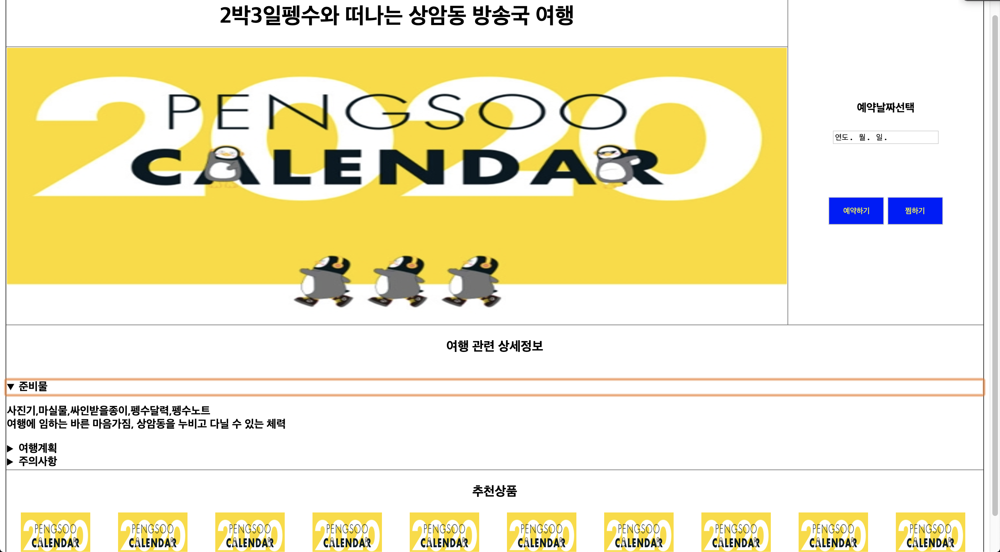 2박3일펭수와 떠나는 상암동 방송국 여행
2020
PENGSOO
CALENDAR
예약날짜선택
연도. 월. 일.
예약하기 찜하기
여행 관련 상세정보
▼ 준비물
사진기,마실물,싸인받을종이,펭수달력,펭수노트
여행에 임하는 바른 마음가짐, 상암동을 누비고 다닐 수 있는 체력
▶ 여행계획
▶ 주의사항
추천상품
2020 PENGSOO CALENDAR
2020 PENGSOO CALENDAR
2020 PENGSOO CALENDAR
2020 PENGSOO CALENDAR
2020 PENGSOO CALENDAR
2020 PENGSOO CALENDAR
2020 PENGSOO CALENDAR
2020 PENGSOO CALENDAR
2020 PENGSOO CALENDAR
2020 PENGSOO CALENDAR